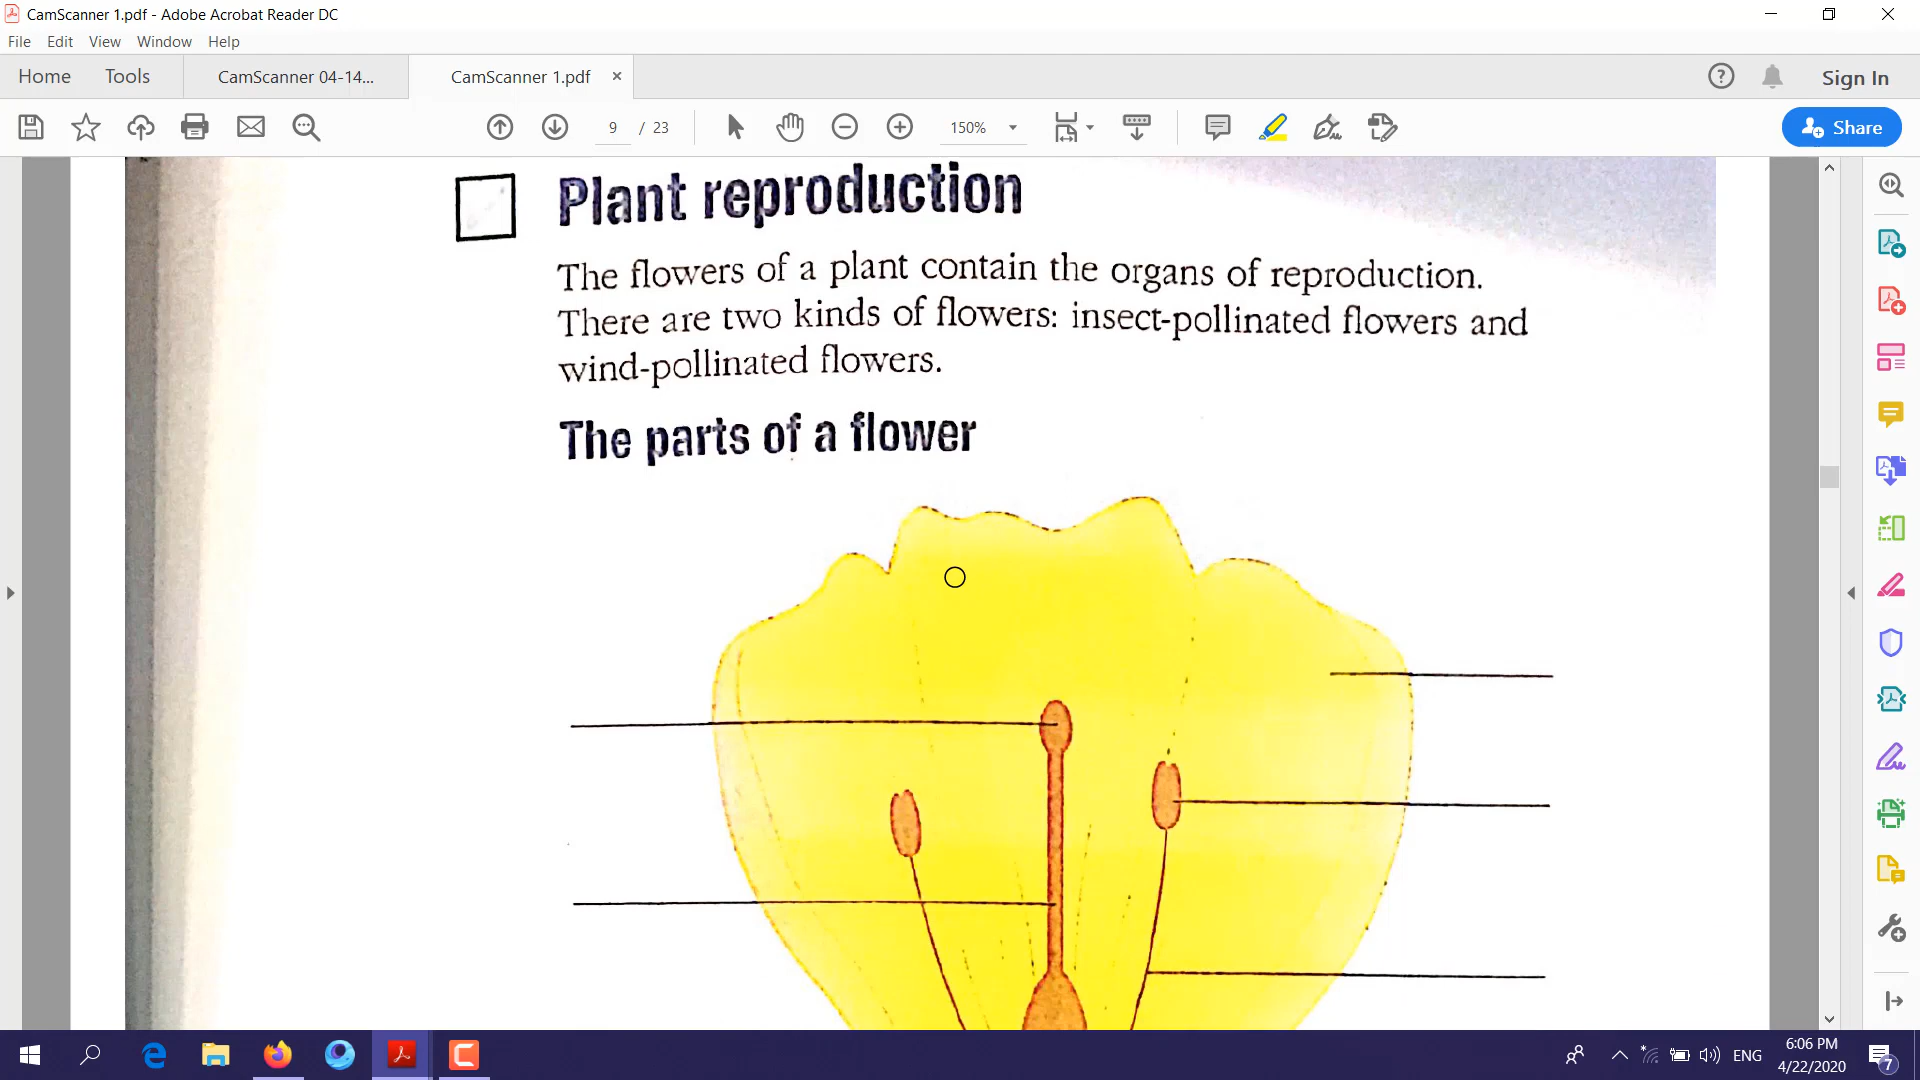 CamScanner 1.pdf - Adobe Acrobat Reader DC
File Edit View Window Help
Home Tools CamScanner 04-14... CamScanner 1.pdf × Sign In
9 / 23 150% Share
Plant reproduction
The flowers of a plant contain the organs of reproduction.
There are two kinds of flowers: insect-pollinated flowers and
wind-pollinated flowers.
The parts of a flower
ENG
6:06 PM
4/22/2020
7